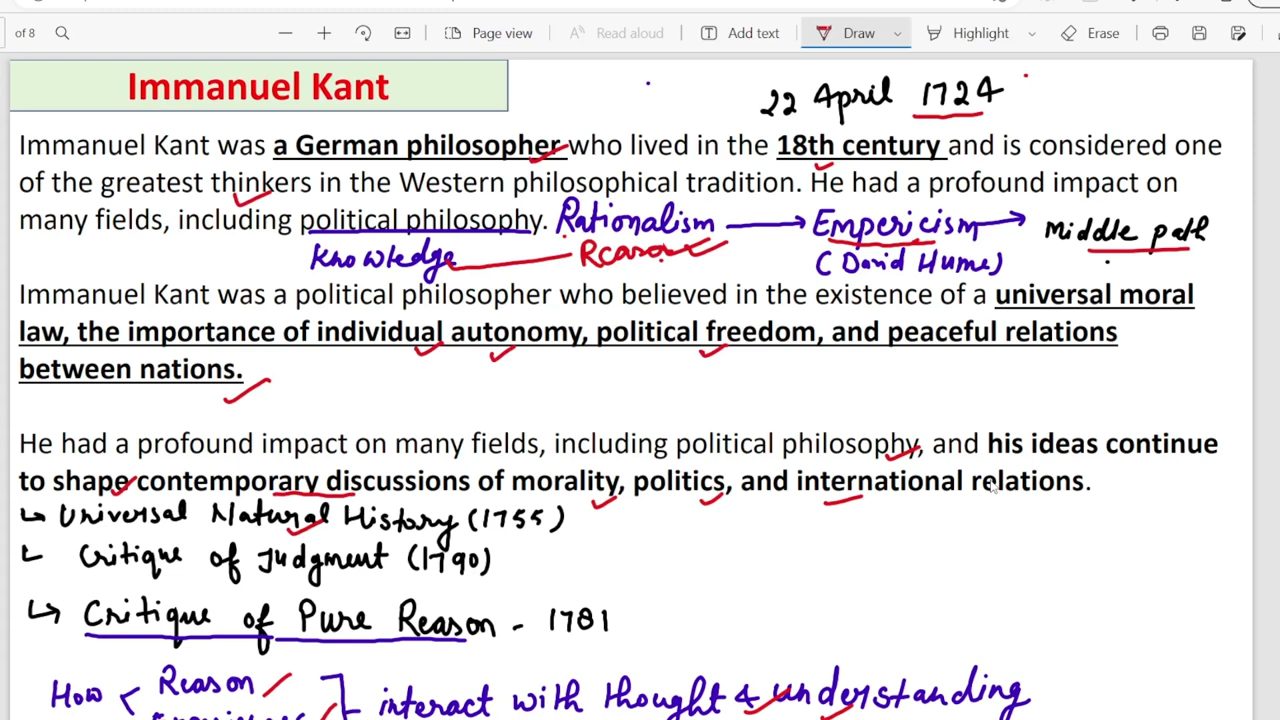 of 8 Page view Read aloud Add text Draw Highlight Erase
Immanuel Kant
22 April 1724
Immanuel Kant was a German philosopher who lived in the 18th century and is considered one
of the greatest thinkers in the Western philosophical tradition. He had a profound impact on
many fields, including political philosophy. Rationalism Empericism Middle path
Knowledge Reason (David Hume)
Immanuel Kant was a political philosopher who believed in the existence of a universal moral
law, the importance of individual autonomy, political freedom, and peaceful relations
between nations.
He had a profound impact on many fields, including political philosophy, and his ideas continue
to shape contemporary discussions of morality, politics, and international relations.
Universal Natural History (1755)
Critique of Judgment (1790)
Critique of Pure Reason - 1781
How Reason
interact with thought & understanding